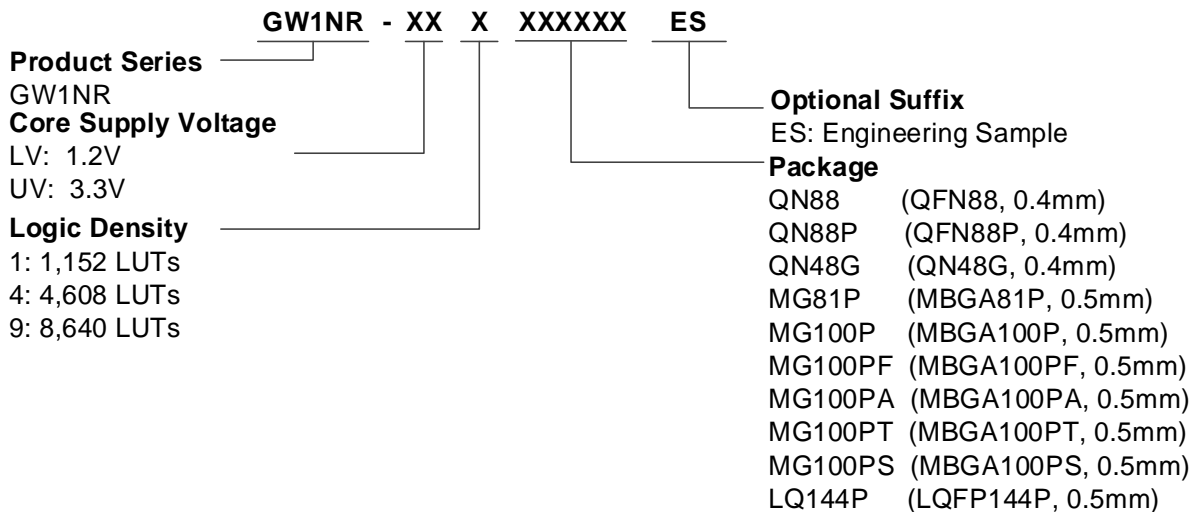 GW1NR - XX X XXXXXX ES
Product Series
GW1NR
Core Supply Voltage
LV: 1.2V
UV: 3.3V
Logic Density
1: 1,152 LUTs
4: 4,608 LUTs
9: 8,640 LUTs
Optional Suffix
ES: Engineering Sample
Package
QN88 (QFN88, 0.4mm)
QN88P (QFN88P, 0.4mm)
QN48G (QN48G, 0.4mm)
MG81P (MBGA81P, 0.5mm)
MG100P (MBGA100P, 0.5mm)
MG100PF (MBGA100PF, 0.5mm)
MG100PA (MBGA100PA, 0.5mm)
MG100PT (MBGA100PT, 0.5mm)
MG100PS (MBGA100PS, 0.5mm)
LQ144P (LQFP144P, 0.5mm)